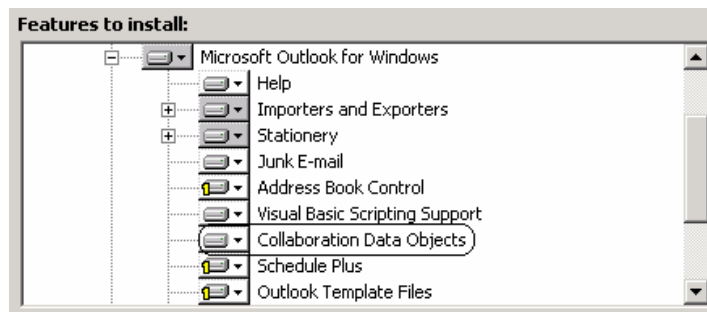 Features to install:
Microsoft Outlook for Windows
Help
Importers and Exporters
Stationery
Junk E-mail
Address Book Control
Visual Basic Scripting Support
Collaboration Data Objects
Schedule Plus
Outlook Template Files